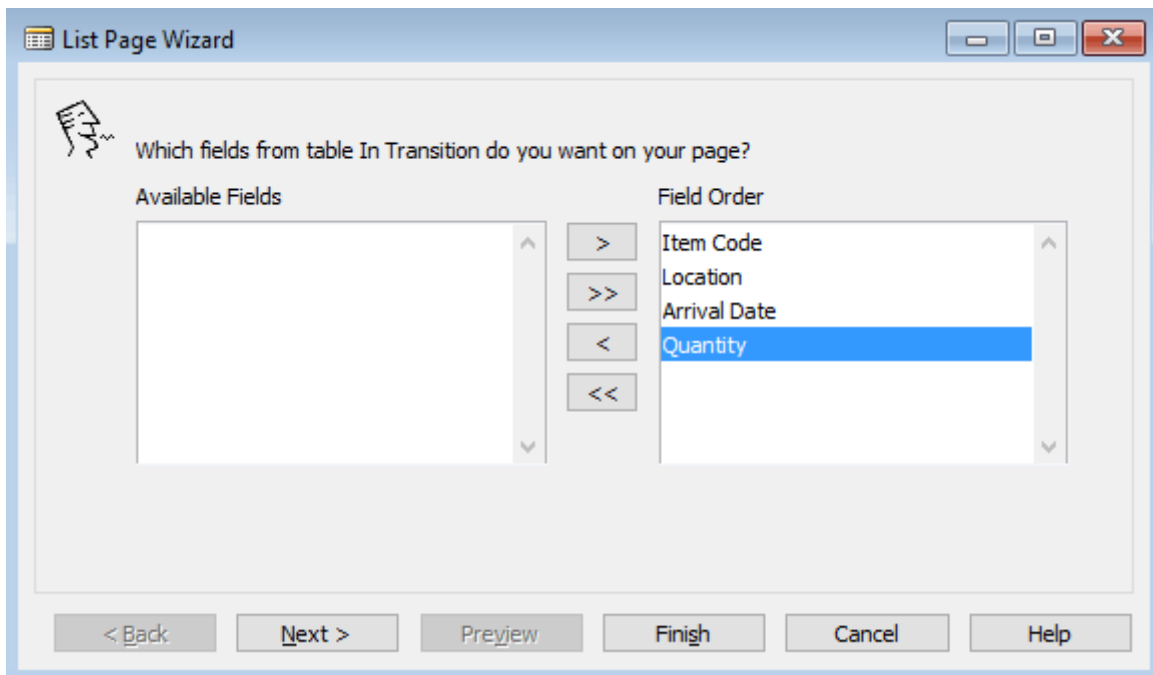 List Page Wizard
Which fields from table In Transition do you want on your page?
Available Fields
Field Order
>
>>
<
<<
Item Code
Location
Arrival Date
Quantity
< Back
Next >
Preview
Finish
Cancel
Help